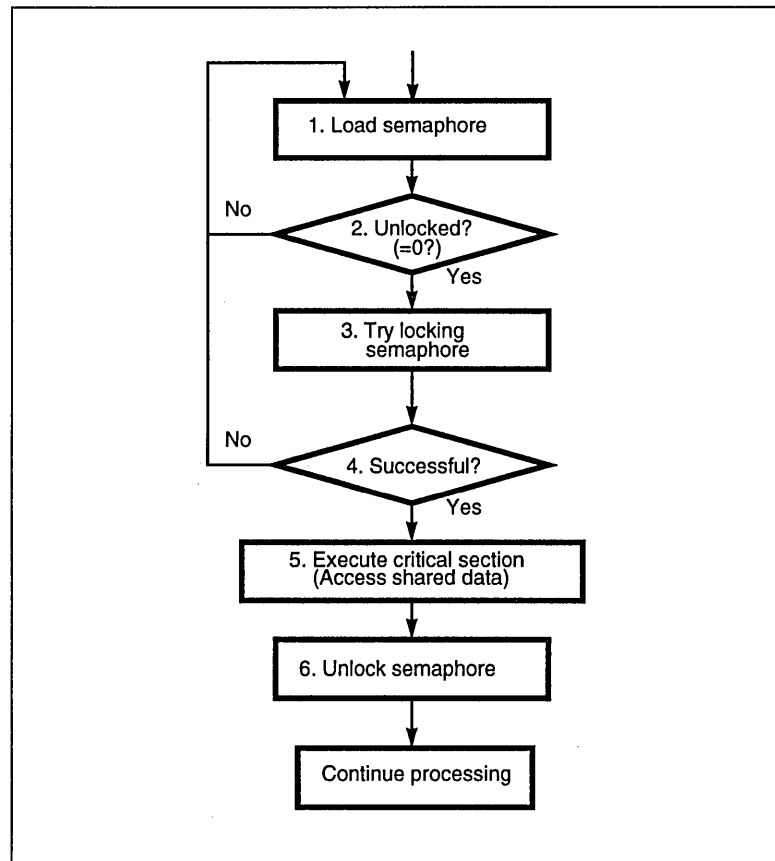 1. Load semaphore
No
2. Unlocked?
(=0?)
Yes
3. Try locking
semaphore
No
4. Successful?
Yes
5. Execute critical section
(Access shared data)
6. Unlock semaphore
Continue processing